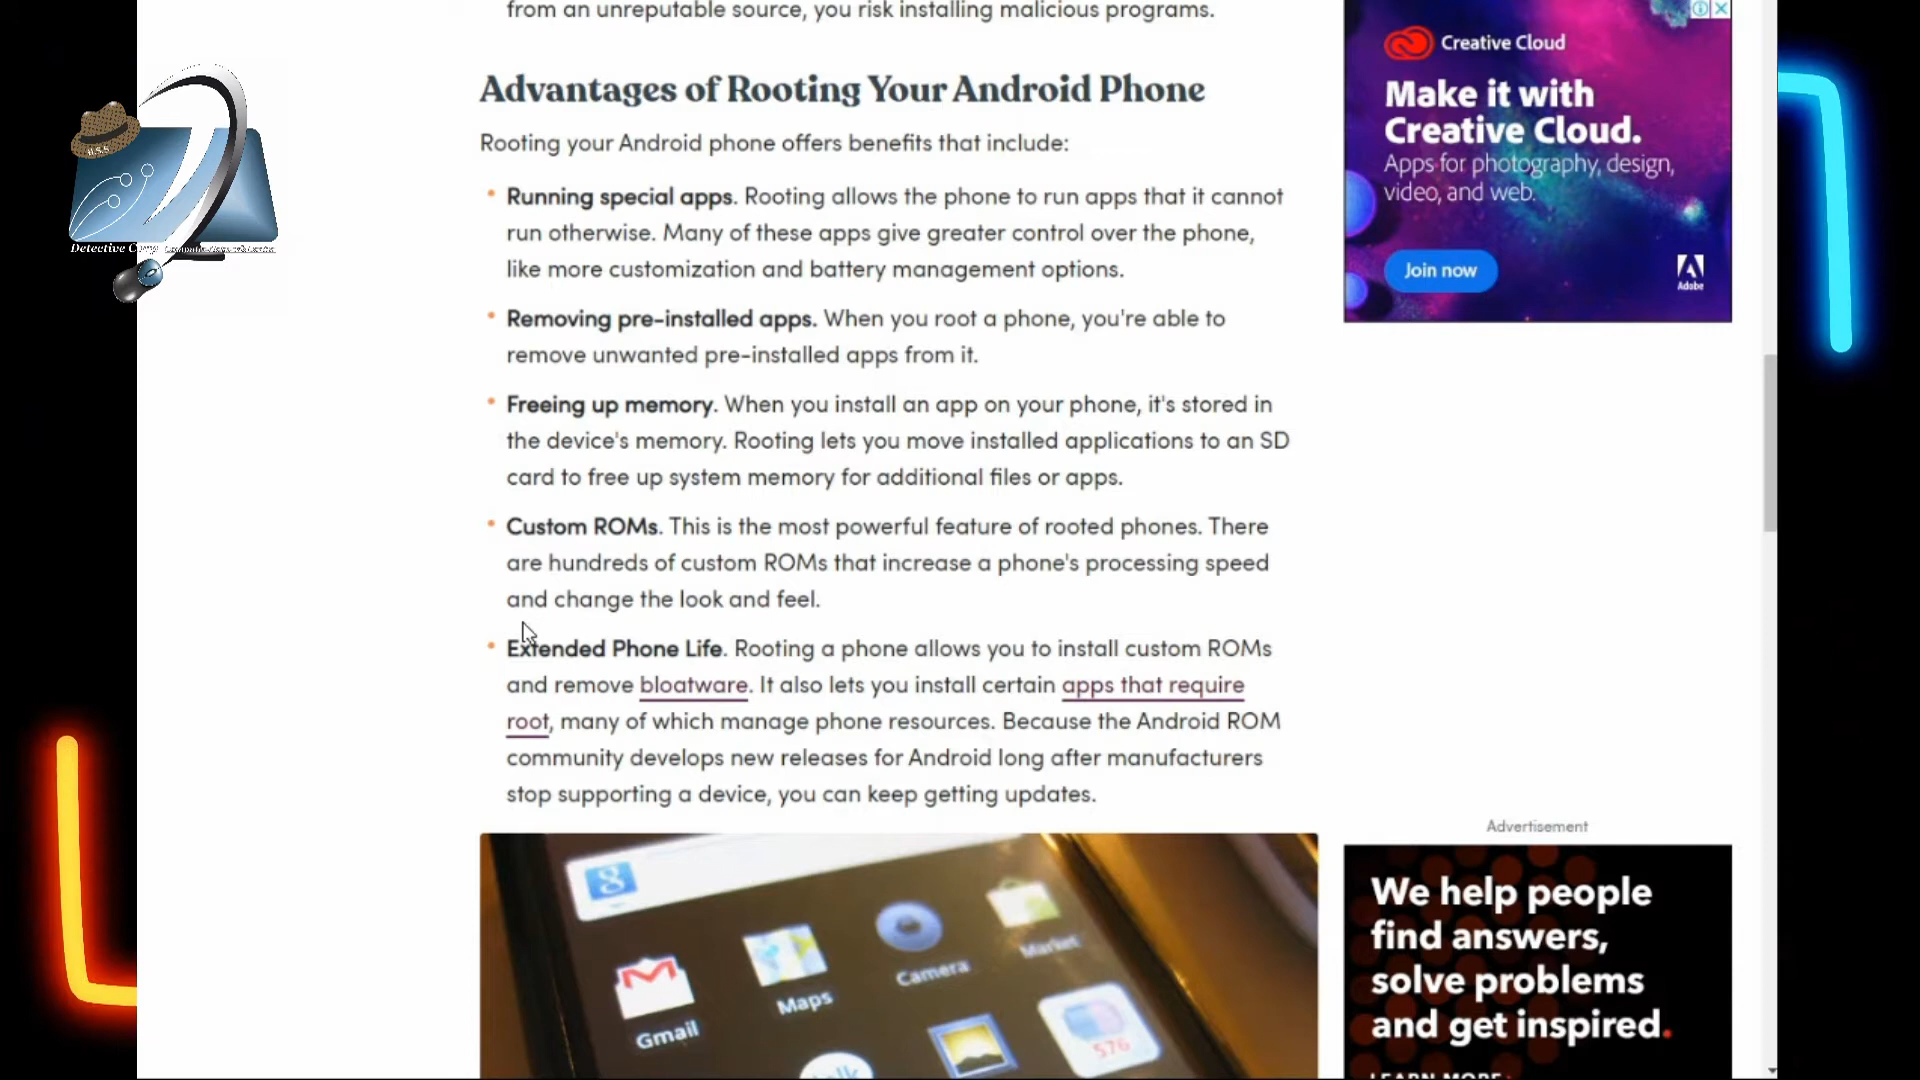 from an unreputable source, you risk installing malicious programs.
Advantages of Rooting Your Android Phone
Rooting your Android phone offers benefits that include:
Running special apps. Rooting allows the phone to run apps that it cannot
run otherwise. Many of these apps give greater control over the phone,
like more customization and battery management options.
Removing pre-installed apps. When you root a phone, you're able to
remove unwanted pre-installed apps from it.
Freeing up memory. When you install an app on your phone, it's stored in
the device's memory. Rooting lets you move installed applications to an SD
card to free up system memory for additional files or apps.
Custom ROMs. This is the most powerful feature of rooted phones. There
are hundreds of custom ROMs that increase a phone's processing speed
and change the look and feel.
Extended Phone Life. Rooting a phone allows you to install custom ROMs
and remove bloatware. It also lets you install certain apps that require
root, many of which manage phone resources. Because the Android ROM
community develops new releases for Android long after manufacturers
stop supporting a device, you can keep getting updates.
Gmail
Maps
Camera
Market
576
Creative Cloud
Make it with
Creative Cloud.
Apps for photography, design,
video, and web.
Join now
Adobe
Advertisement
We help people
find answers,
solve problems
and get inspired.
LEARN MORE
H.S.S
Detective